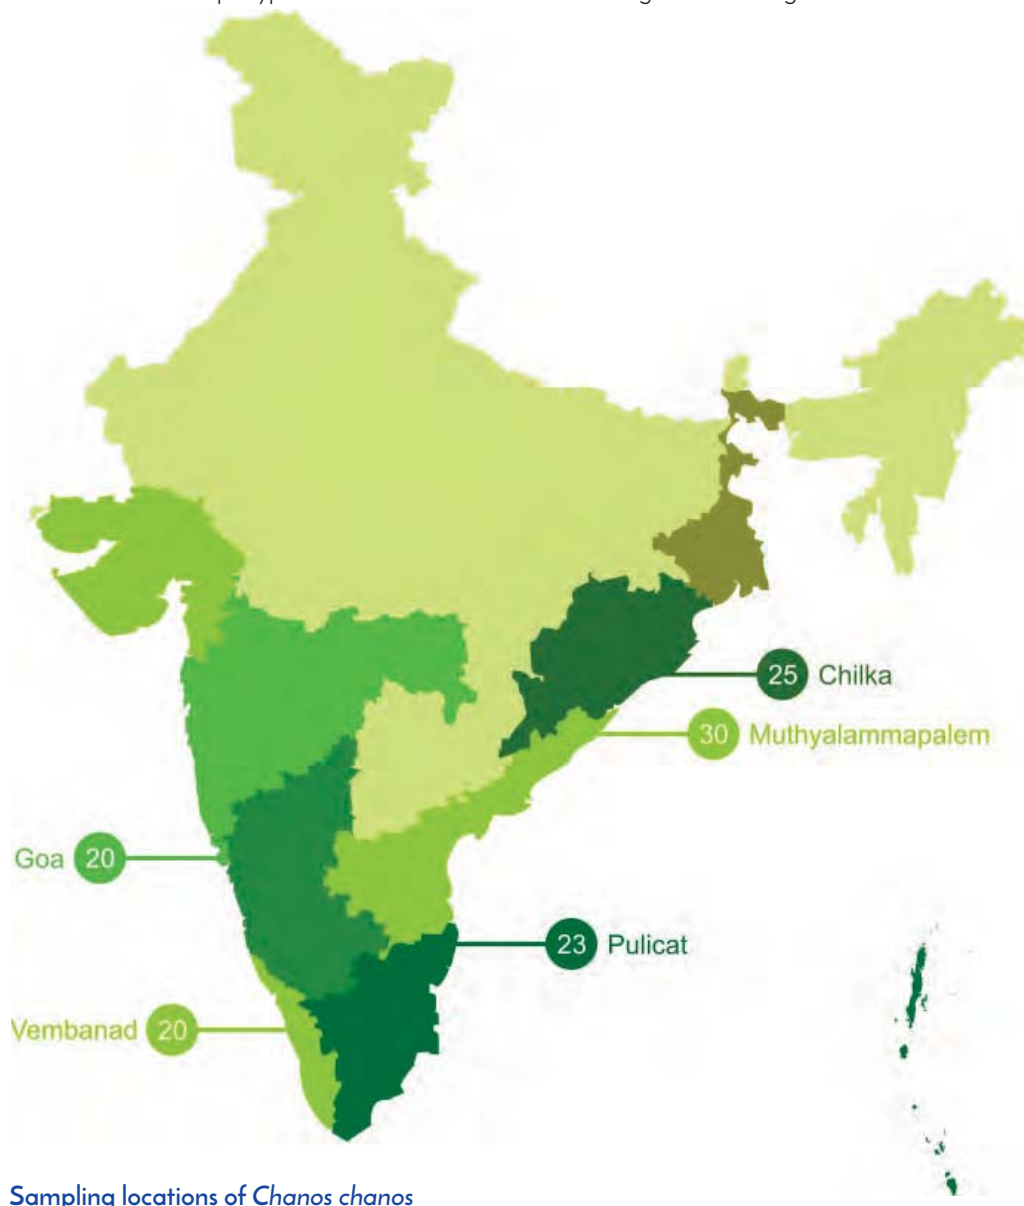 25 Chilka
30 Muthyalammapalem
Goa 20
23 Pulicat
Vembanad 20
Sampling locations of Chanos chanos